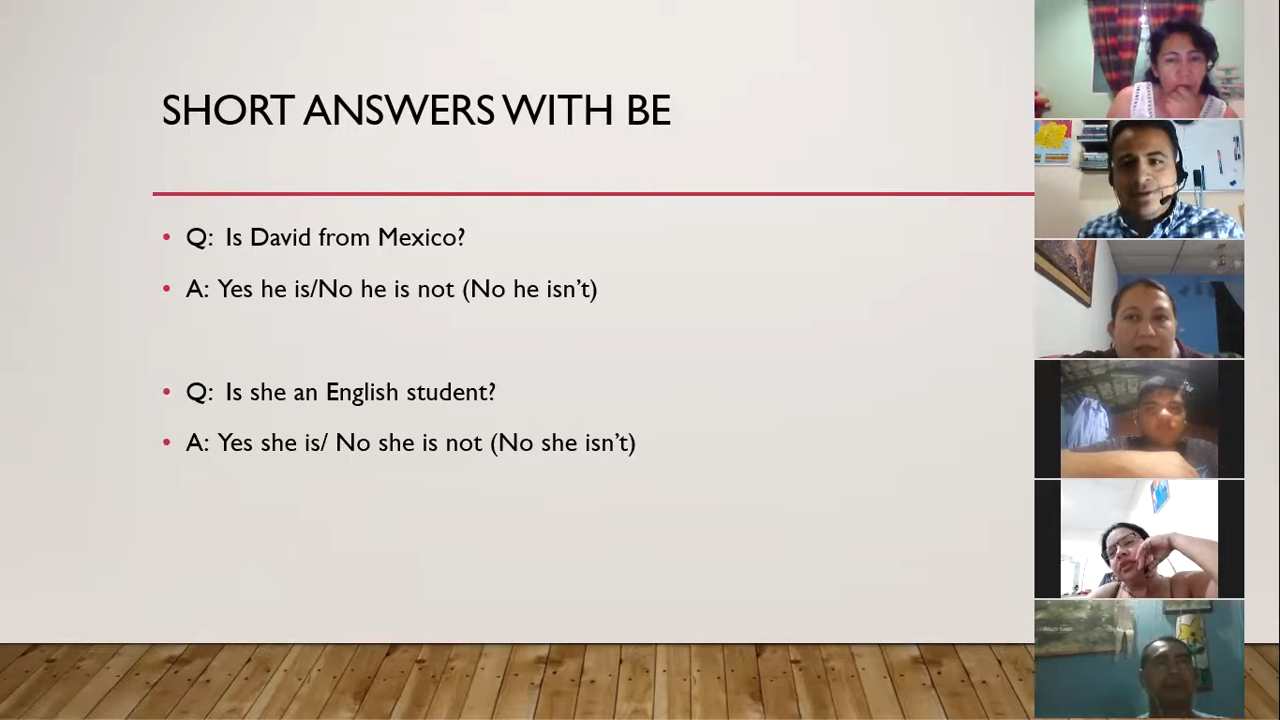 SHORT ANSWERS WITH BE
• Q: Is David from Mexico?
• A: Yes he is/No he is not (No he isn’t)
• Q: Is she an English student?
• A: Yes she is/ No she is not (No she isn’t)